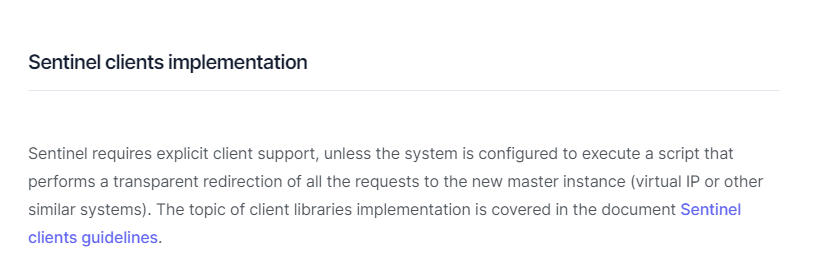 Sentinel clients implementation
Sentinel requires explicit client support, unless the system is configured to execute a script that
performs a transparent redirection of all the requests to the new master instance (virtual IP or other
similar systems). The topic of client libraries implementation is covered in the document Sentinel
clients guidelines.